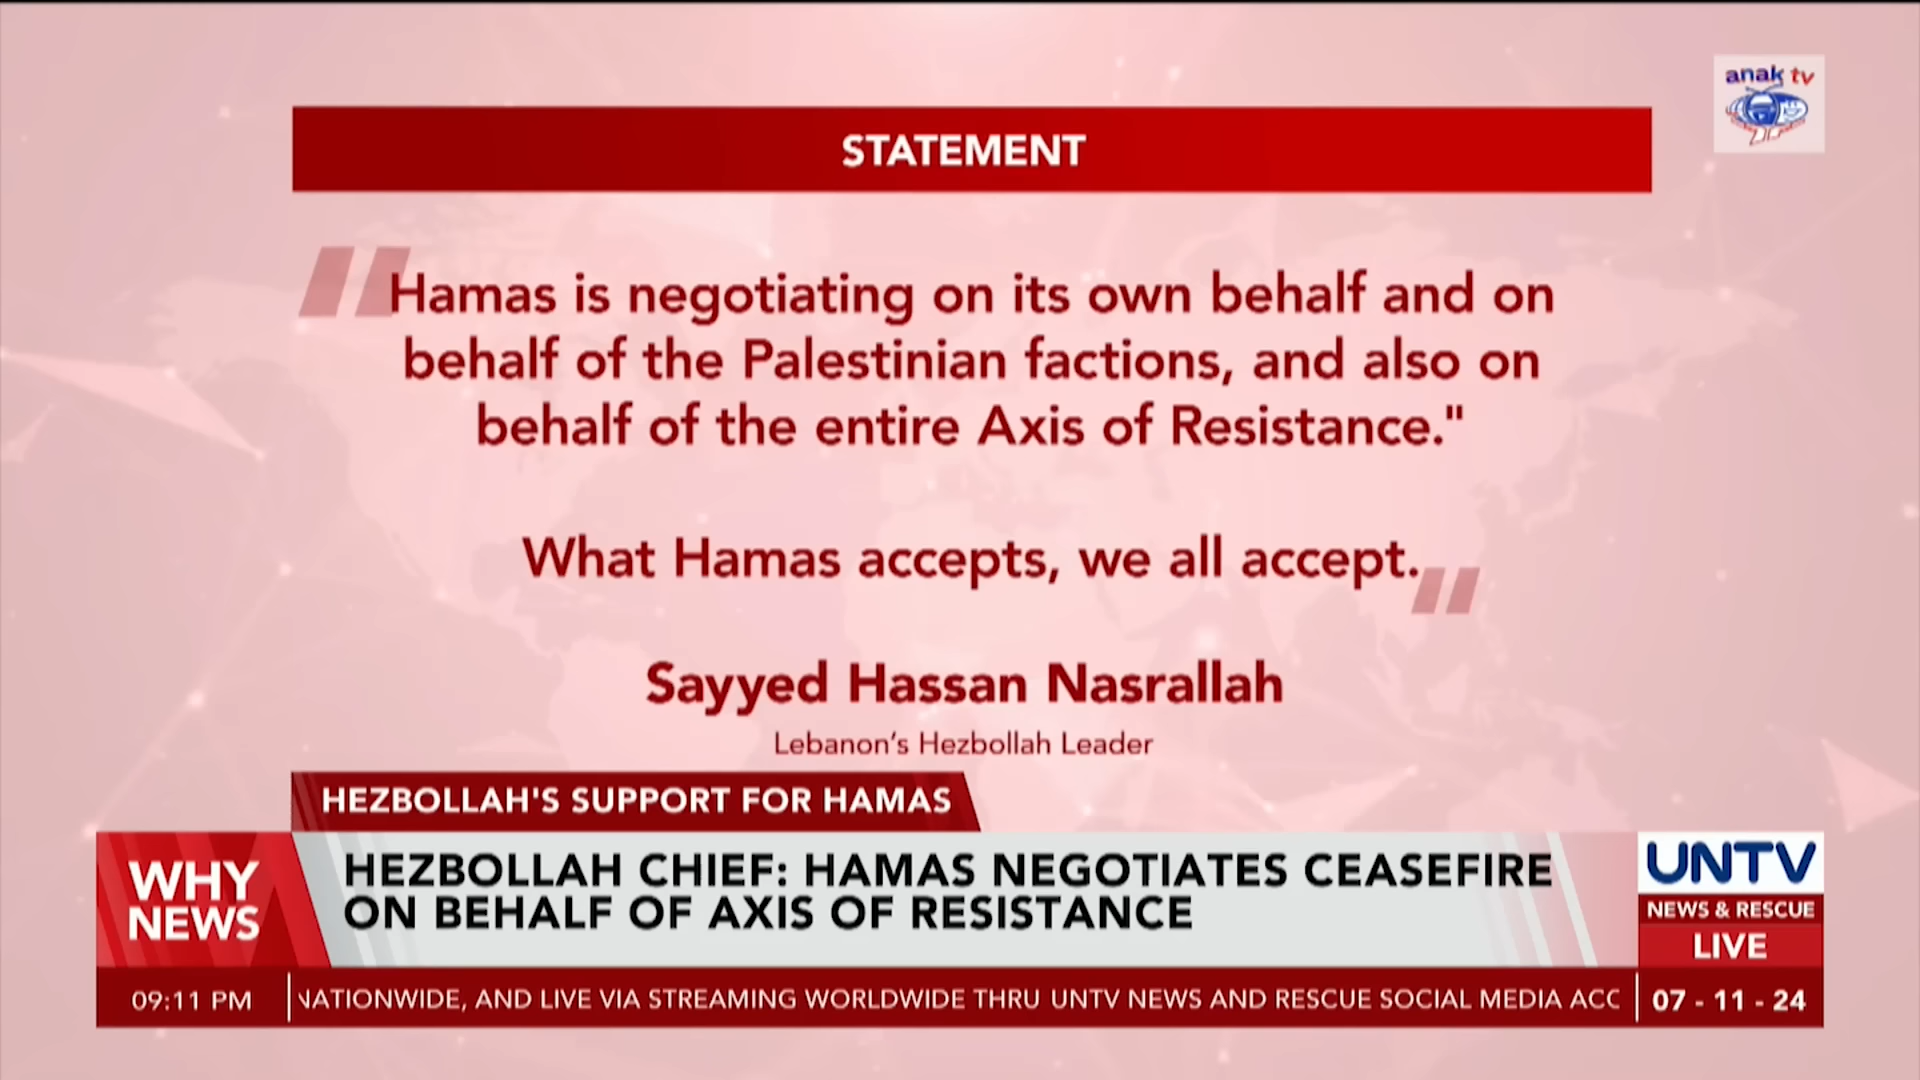 anak tv
STATEMENT
Hamas is negotiating on its own behalf and on
behalf of the Palestinian factions, and also on
behalf of the entire Axis of Resistance."
What Hamas accepts, we all accept.
Sayyed Hassan Nasrallah
Lebanon's Hezbollah Leader
HEZBOLLAH'S SUPPORT FOR HAMAS
WHY
NEWS
HEZBOLLAH CHIEF: HAMAS NEGOTIATES CEASEFIRE
ON BEHALF OF AXIS OF RESISTANCE
UNTV
NEWS & RESCUE
LIVE
09:11 PM
NATIONWIDE, AND LIVE VIA STREAMING WORLDWIDE THRU UNTV NEWS AND RESCUE SOCIAL MEDIA ACC
07 - 11 - 24